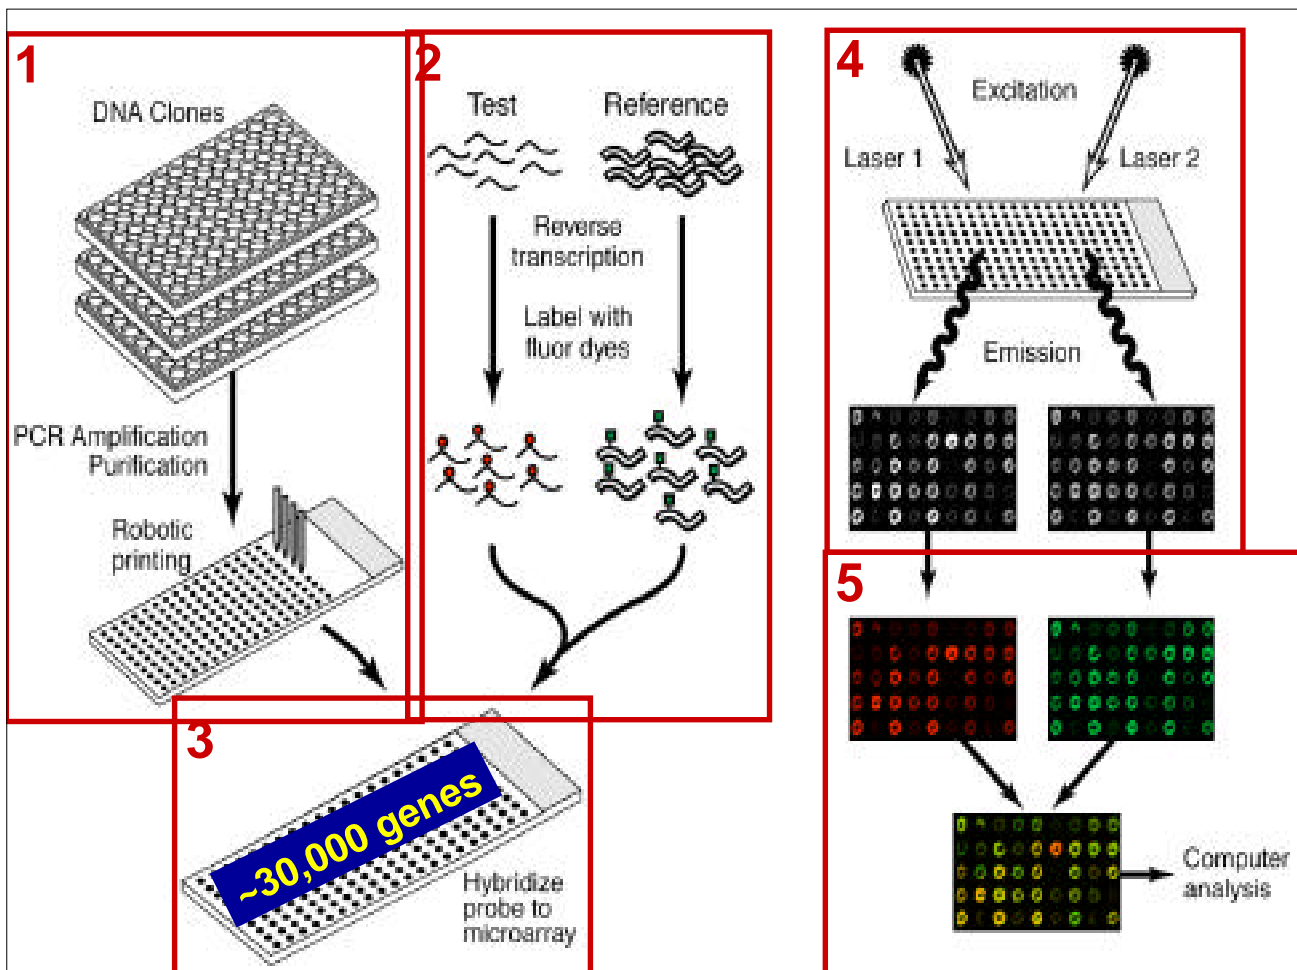 1
DNA Clones
PCR Amplification
Purification
Robotic
printing
2
Test
Reference
Reverse
transcription
Label with
fluor dyes
3
~30,000 genes
Hybridize
probe to
microarray
4
Excitation
Laser 1
Laser 2
Emission
5
Computer
analysis